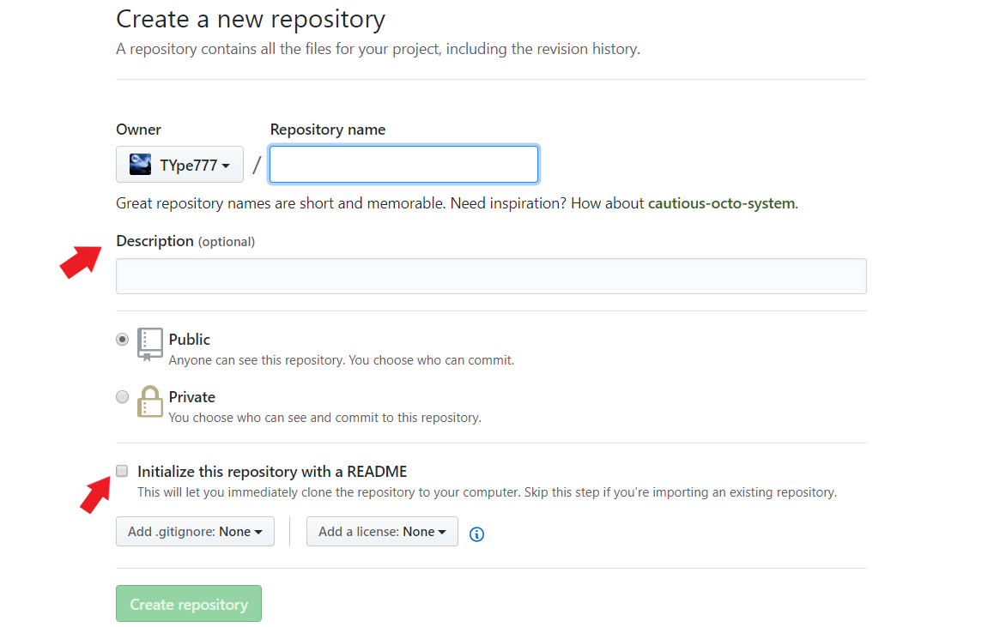 Create a new repository
A repository contains all the files for your project, including the revision history.
Owner Repository name
TYpe777 /
Great repository names are short and memorable. Need inspiration? How about cautious-octo-system.
Description (optional)
Public
Anyone can see this repository. You choose who can commit.
Private
You choose who can see and commit to this repository.
Initialize this repository with a README
This will let you immediately clone the repository to your computer. Skip this step if you’re importing an existing repository.
Add .gitignore: None Add a license: None
Create repository